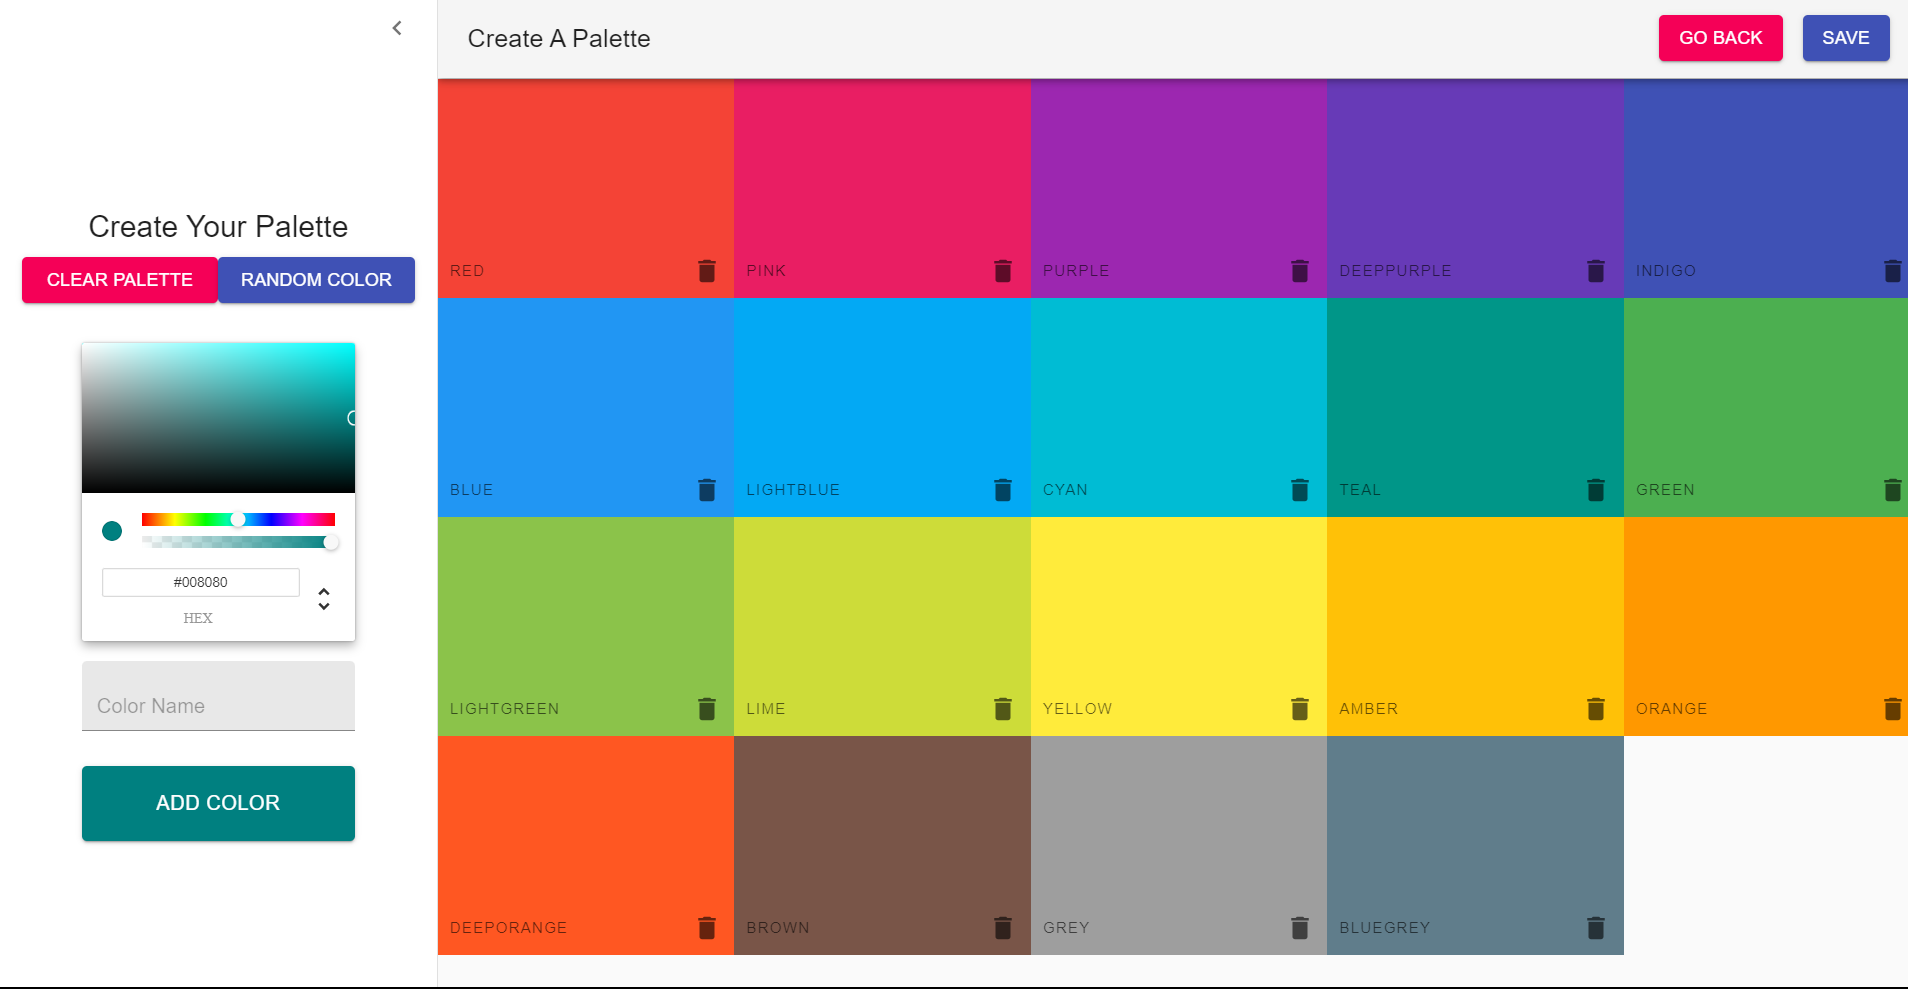 Create A Palette
GO BACK
SAVE
Create Your Palette
CLEAR PALETTE
RANDOM COLOR
#008080
HEX
Color Name
ADD COLOR
RED
PINK
PURPLE
DEEPPURPLE
INDIGO
BLUE
LIGHTBLUE
CYAN
TEAL
GREEN
LIGHTGREEN
LIME
YELLOW
AMBER
ORANGE
DEEPORANGE
BROWN
GREY
BLUEGREY